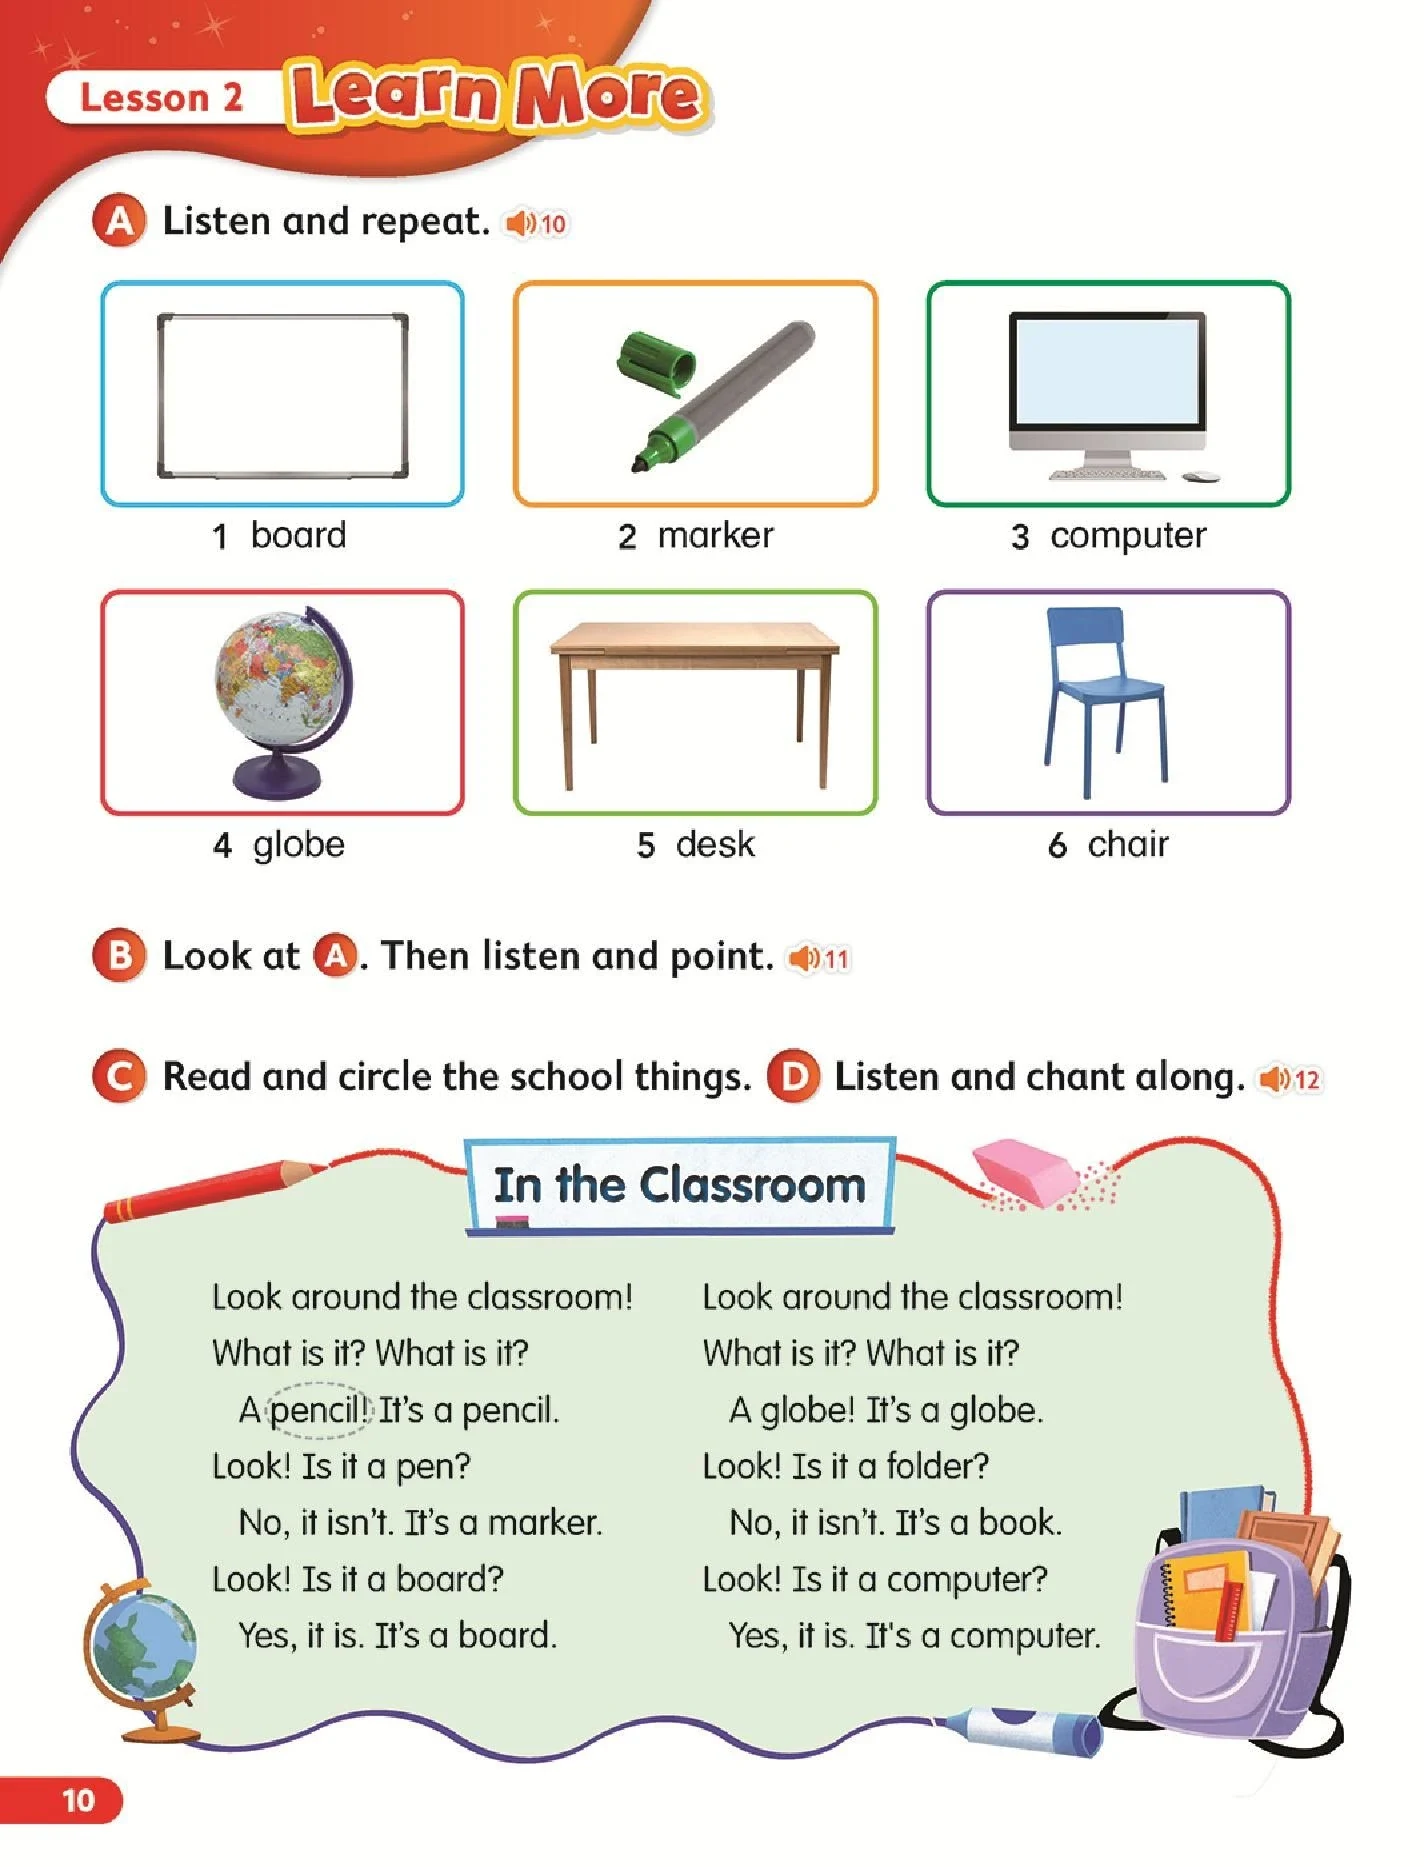 Lesson 2 Learn More
A Listen and repeat. 10
1 board
2 marker
3 computer
4 globe
5 desk
6 chair
B Look at A. Then listen and point. 11
C Read and circle the school things.
D Listen and chant along. 12
In the Classroom
Look around the classroom!
What is it? What is it?
A pencil! It's a pencil.
Look! Is it a pen?
No, it isn't. It's a marker.
Look! Is it a board?
Yes, it is. It's a board.
Look around the classroom!
What is it? What is it?
A globe! It's a globe.
Look! Is it a folder?
No, it isn't. It's a book.
Look! Is it a computer?
Yes, it is. It's a computer.
10